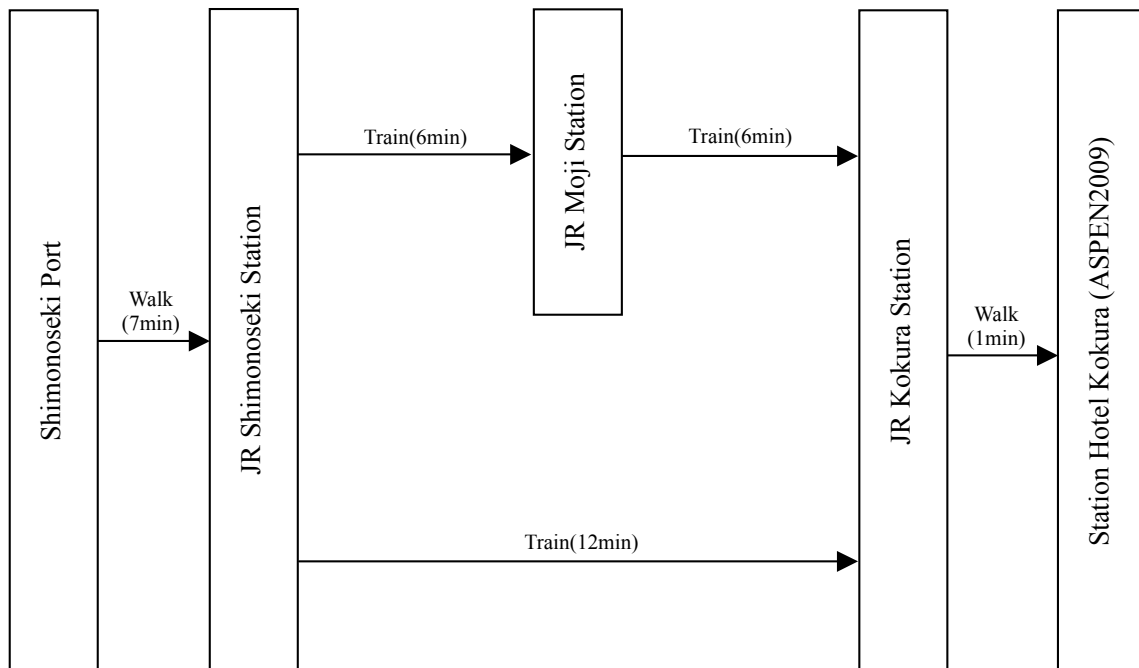 Shimonoseki Port
Walk
(7min)
JR Shimonoseki Station
Train(6min)
JR Moji Station
Train(6min)
Train(12min)
JR Kokura Station
Walk
(1min)
Station Hotel Kokura (ASPEN2009)